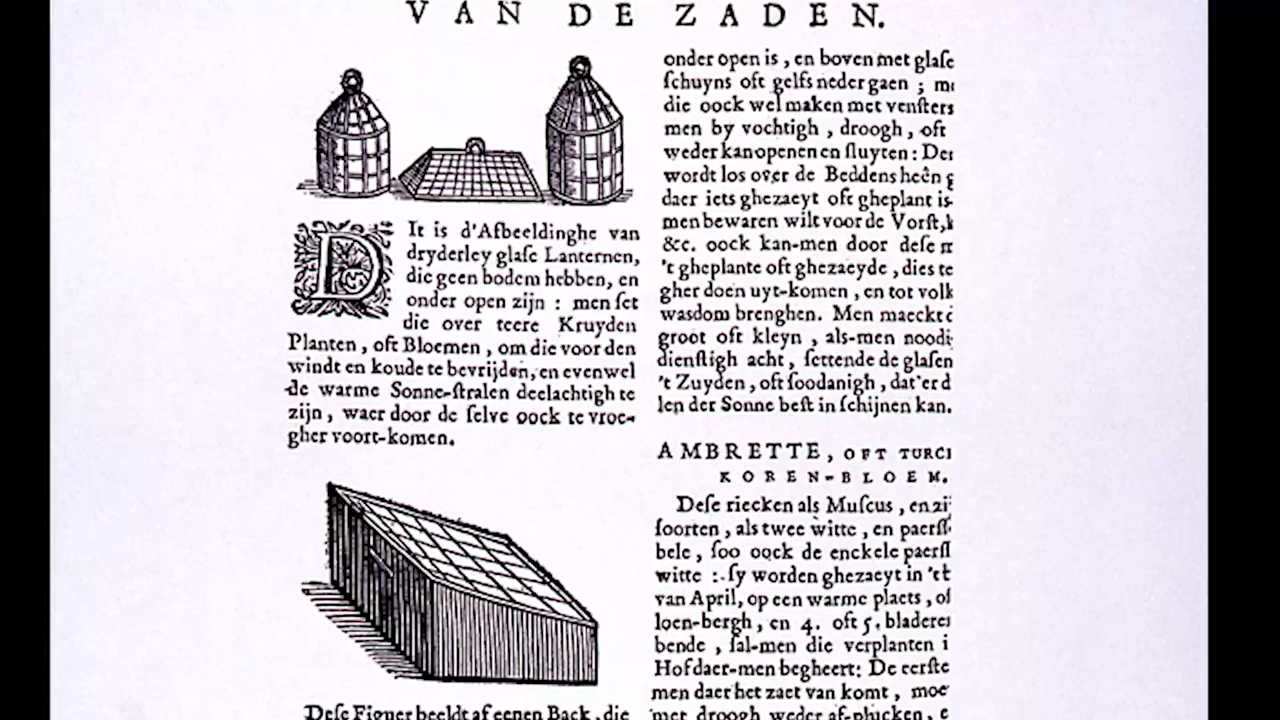 VAN DE ZADEN.
DIt is d'Afbeeldinghe van
dryderley glaſe Lanternen,
die geen bodem hebben, en
onder open zijn : men ſet
die over teere Kruyden
Planten, oft Bloemen, om die voor den
windt en koude te bevrijden, en evenwel
de warme Sonne-ſtralen deelachtigh te
zijn, waer door de ſelve oock te vroe-
gher voort-komen.
Deſe Figuer beeldt af eenen Back, die
onder open is, en boven met glaſe
ſchuyns oft gelfs neder gaen ;
die oock wel maken met venſters
men by vochtigh, droogh, oft
weder kan openen en ſluyten :
wordt los over de Beddens heên
daer iets ghezaeyt oft gheplant is
men bewaren wilt voor de Vorſt,
&c. oock kan-men door deſe
't gheplante oft ghezaeyde, dies te
gher doen uyt-komen, en tot
wasdom brenghen. Men maeckt
groot oft kleyn, als-men
dienſtigh acht, ſettende de glaſen
't Zuyden, oft ſoodanigh, dat'er
len der Sonne beſt in ſchijnen kan.
AMBRETTE, OFT TURCI
KOREN-BLOEM.
Deſe riecken als Muſcus, en
ſoorten, als twee witte, en
bele, ſoo oock de enckele
witte : ſy worden ghezaeyt in
van April, op een warme plaets,
loen-bergh, en 4. oft 5.
bende, ſal-men die verplanten
Hof daer-men begheert : De eerſte
men daer het zaet van komt,
met droogh weder af-plucken,